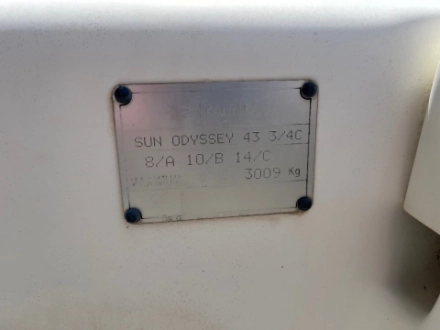 SUN ODYSSEY 43 3/4C
8/A 10/B 14/C
3009 Kg